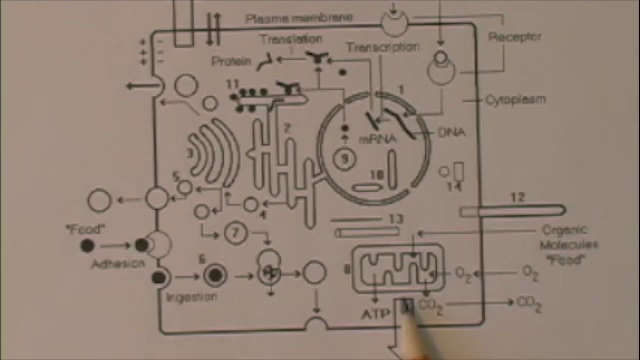 Plasma membrane
Translation
Transcription
Receptor
Protein
+ -
+ -
+ -
11
1
Cytoplasm
2
DNA
mRNA
3
9
10
14
5
4
12
"Food"
7
13
Organic
Molecules
"Food"
Adhesion
6
8
O₂
O₂
Ingestion
ATP
CO₂
CO₂